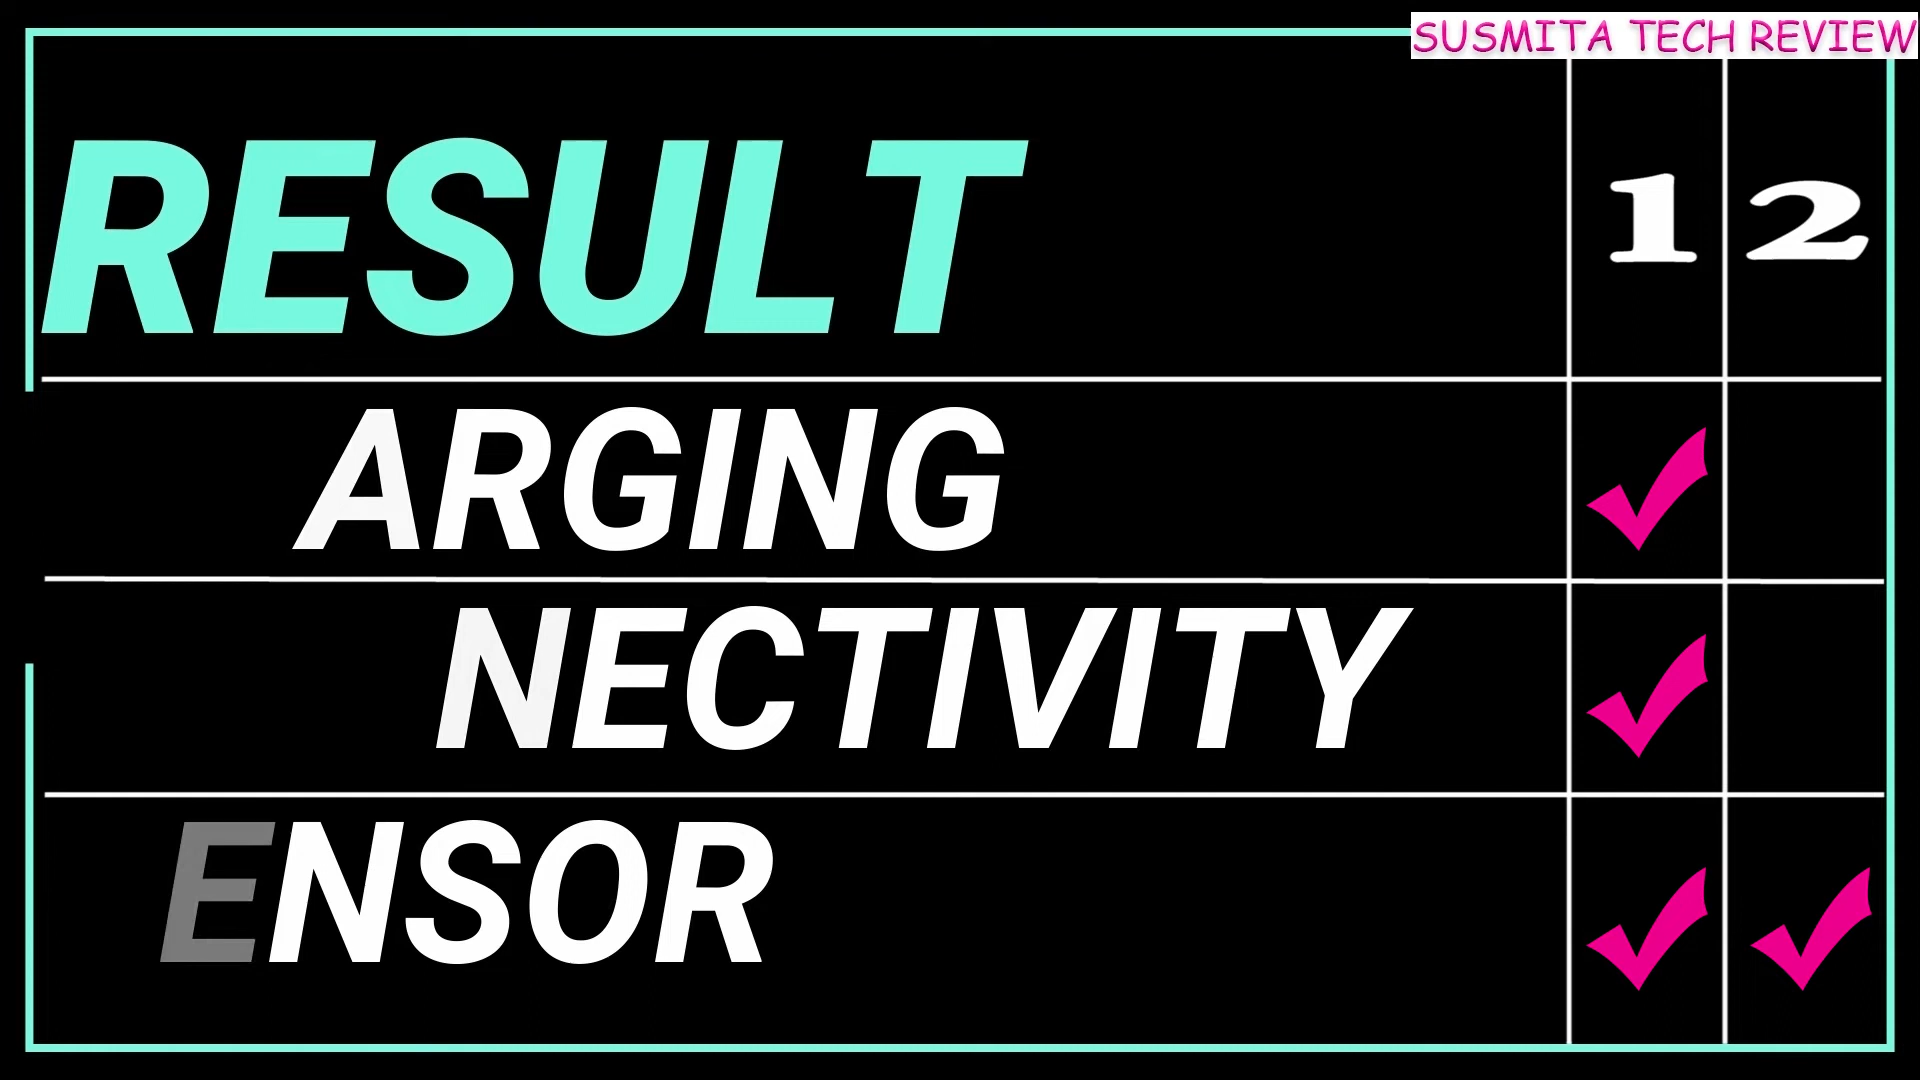 SUSMITA TECH REVIEW
RESULT 1 2
ARGING
NECTIVITY
ENSOR